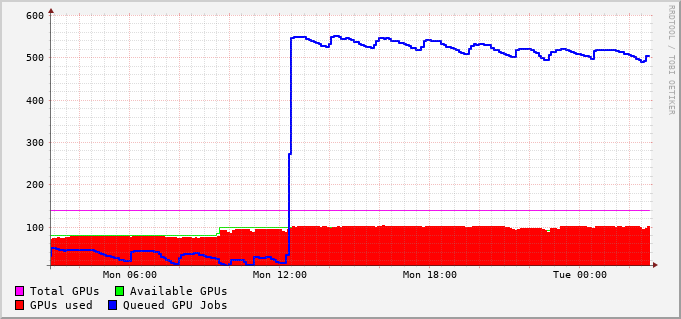 600
500
400
300
200
100
Mon 06:00 Mon 12:00 Mon 18:00 Tue 00:00
Total GPUs Available GPUs
GPUs used Queued GPU Jobs
RRDTOOL / TOBI OETIKER